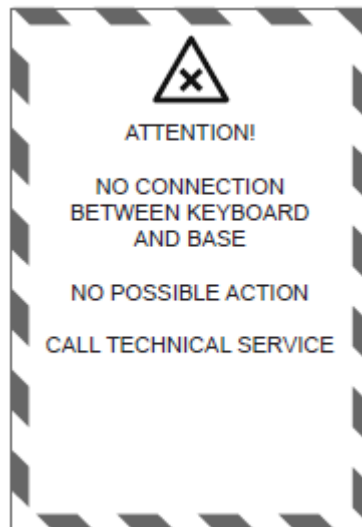 ATTENTION!
NO CONNECTION
BETWEEN KEYBOARD
AND BASE
NO POSSIBLE ACTION
CALL TECHNICAL SERVICE